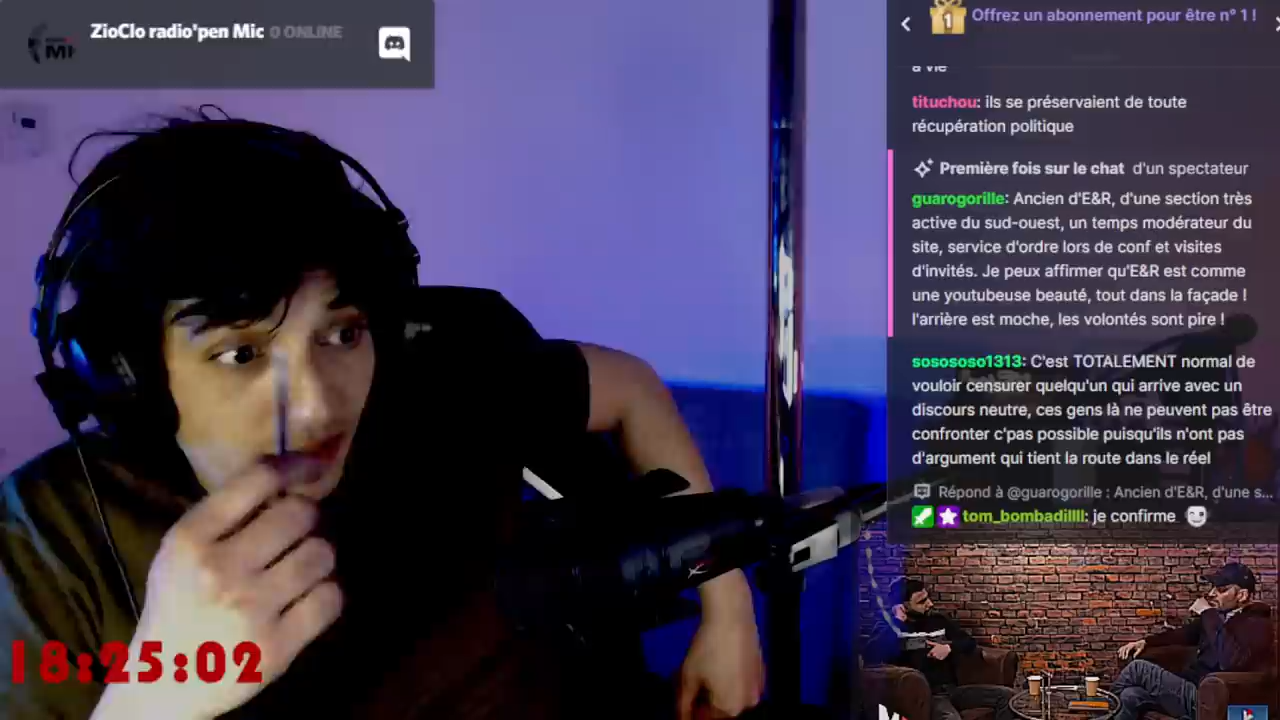 ZioClo radio'pen Mic 0 ONLINE
MI
1
Offrez un abonnement pour être n° 1 !
à vie
tituchou: ils se préservaient de toute
récupération politique
Première fois sur le chat d'un spectateur
guarogorille: Ancien d'E&R, d'une section très
active du sud-ouest, un temps modérateur du
site, service d'ordre lors de conf et visites
d'invités. Je peux affirmer qu'E&R est comme
une youtubeuse beauté, tout dans la façade !
l'arrière est moche, les volontés sont pire !
sosososo1313: C'est TOTALEMENT normal de
vouloir censurer quelqu'un qui arrive avec un
discours neutre, ces gens là ne peuvent pas être
confronter c'pas possible puisqu'ils n'ont pas
d'argument qui tient la route dans le réel
Répond à @guarogorille : Ancien d'E&R, d'une s...
tom_bombadillll: je confirme
18:25:02